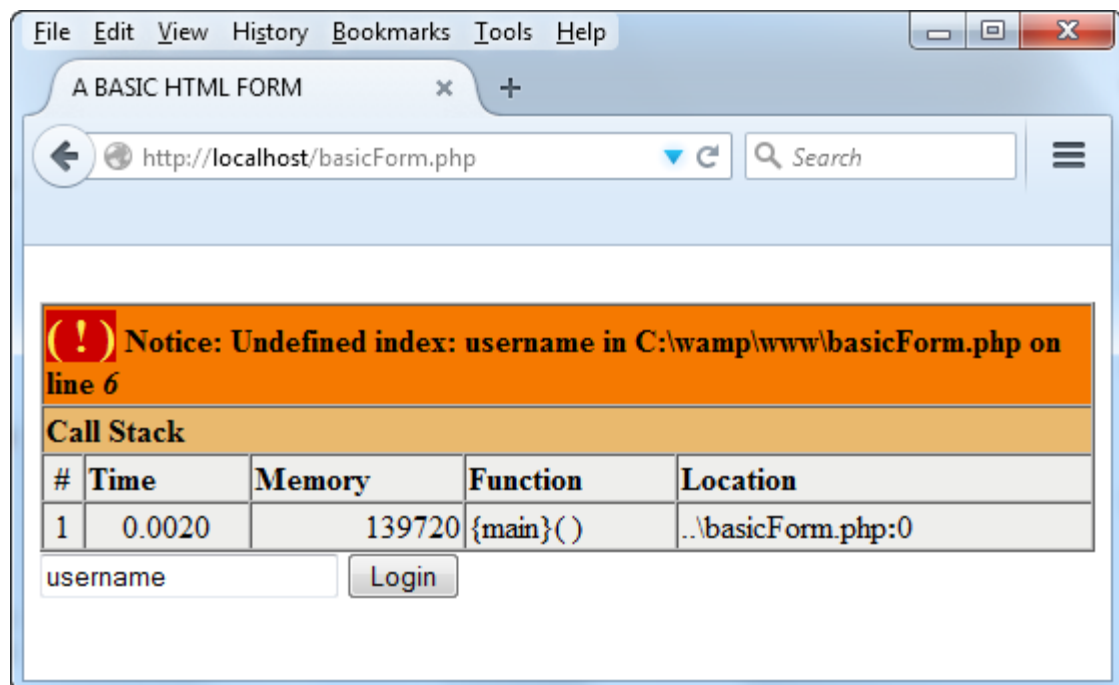 File Edit View History Bookmarks Tools Help
A BASIC HTML FORM
http://localhost/basicForm.php Search
( ! ) Notice: Undefined index: username in C:\wamp\www\basicForm.php on
line 6
Call Stack
# Time Memory Function Location
1 0.0020 139720 {main}( ) ..\basicForm.php:0
username Login